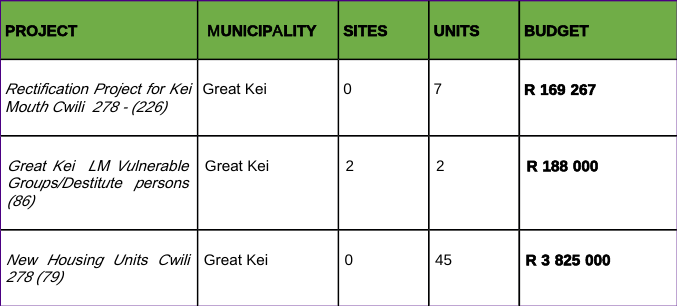 PROJECT MUNICIPALITY SITES UNITS BUDGET
Rectification Project for Kei Great Kei 0 7 R 169 267
Mouth Cwili 278 - (226)
Great Kei LM Vulnerable Great Kei 2 2 R 188 000
Groups/Destitute persons
(86)
New Housing Units Cwili Great Kei 0 45 R 3 825 000
278 (79)